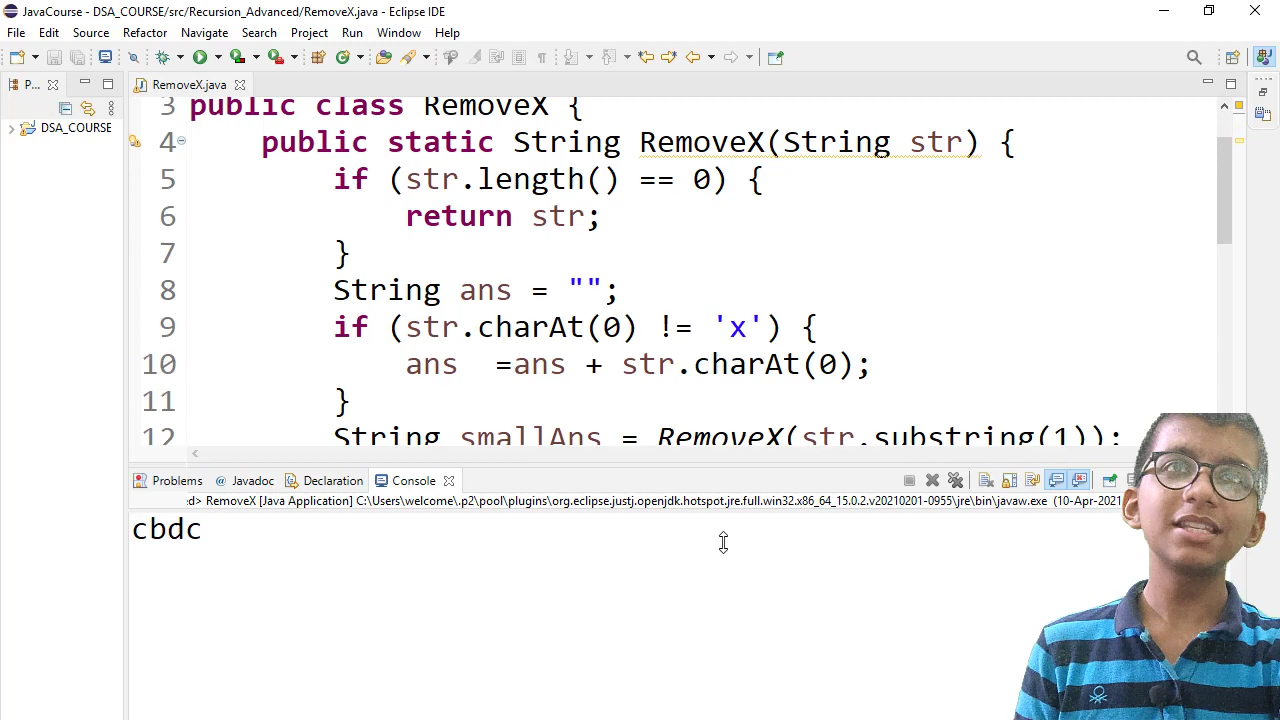 JavaCourse - DSA_COURSE/src/Recursion_Advanced/RemoveX.java - Eclipse IDE
File Edit Source Refactor Navigate Search Project Run Window Help
P...
RemoveX.java
DSA_COURSE
3 public class RemoveX {
4 public static String RemoveX(String str) {
5 if (str.length() == 0) {
6 return str;
7 }
8 String ans = "";
9 if (str.charAt(0) != 'x') {
10 ans =ans + str.charAt(0);
11 }
12 String smallAns = RemoveX(str.substring(1));
Problems @ Javadoc Declaration Console
d> RemoveX [Java Application] C:\Users\welcome\.p2\pool\plugins\org.eclipse.justj.openjdk.hotspot.jre.full.win32.x86_64_15.0.2.v20210201-0955\jre\bin\javaw.exe (10-Apr-2021
cbdc